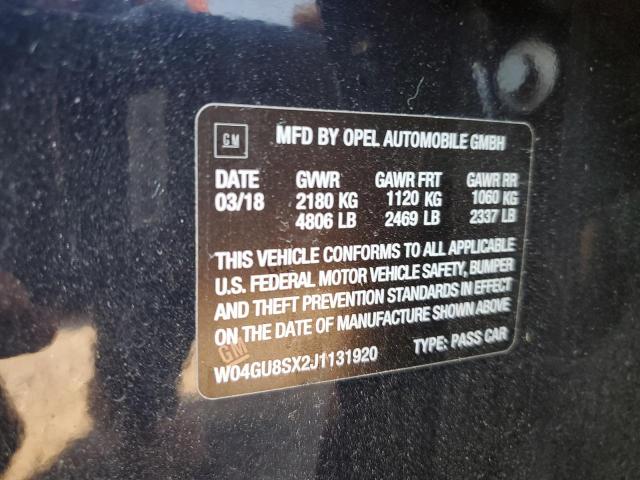 GM MFD BY OPEL AUTOMOBILE GMBH
DATE GVWR GAWR FRT GAWR RR
03/18 2180 KG 1120 KG 1060 KG
4806 LB 2469 LB 2337 LB
THIS VEHICLE CONFORMS TO ALL APPLICABLE
U.S. FEDERAL MOTOR VEHICLE SAFETY, BUMPER
AND THEFT PREVENTION STANDARDS IN EFFECT
ON THE DATE OF MANUFACTURE SHOWN ABOVE
GM
W04GU8SX2J1131920 TYPE: PASS CAR